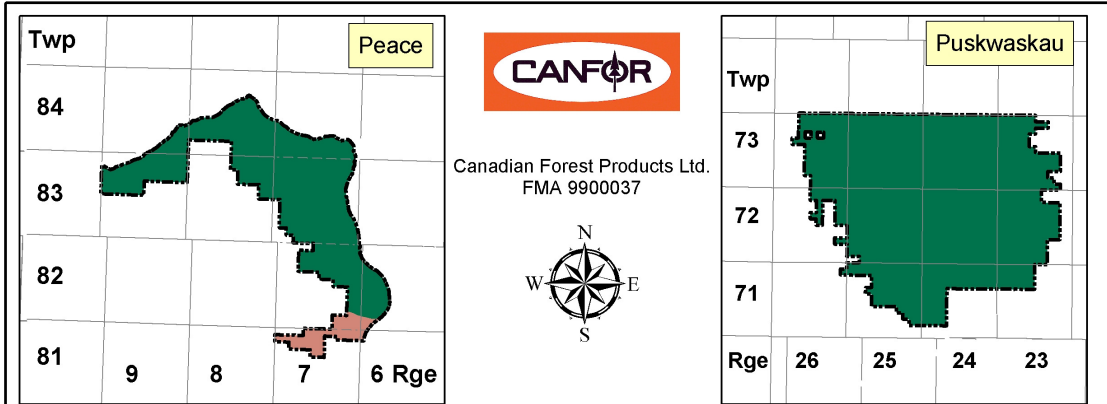 Twp
Peace
84
83
82
81
9 8 7 6 Rge
CANFOR
Canadian Forest Products Ltd.
FMA 9900037
N
W E
S
Puskwaskau
Twp
73
72
71
Rge 26 25 24 23